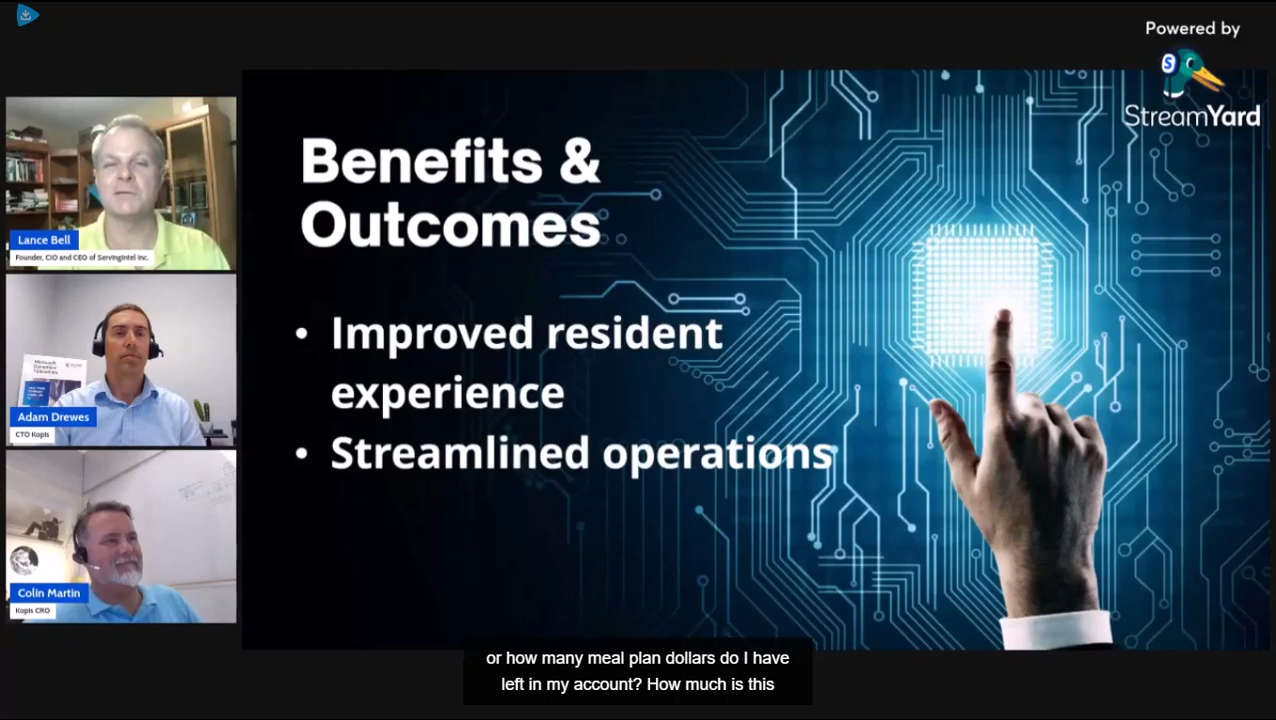 Powered by
StreamYard
Benefits &
Outcomes
• Improved resident
experience
• Streamlined operations
Lance Bell
Founder, CIO and CEO of ServingIntel Inc.
Adam Drewes
CTO Kopis
Colin Martin
Kopis CRO
or how many meal plan dollars do I have
left in my account? How much is this